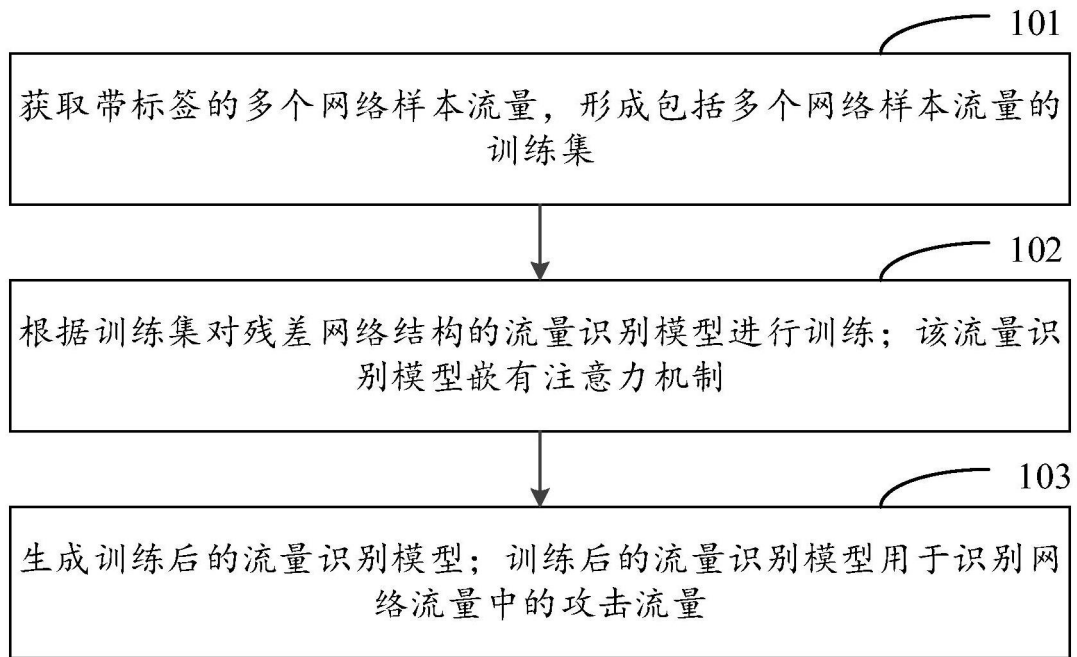 101
获取带标签的多个网络样本流量，形成包括多个网络样本流量的
训练集
102
根据训练集对残差网络结构的流量识别模型进行训练；该流量识
别模型嵌有注意力机制
103
生成训练后的流量识别模型；训练后的流量识别模型用于识别网
络流量中的攻击流量